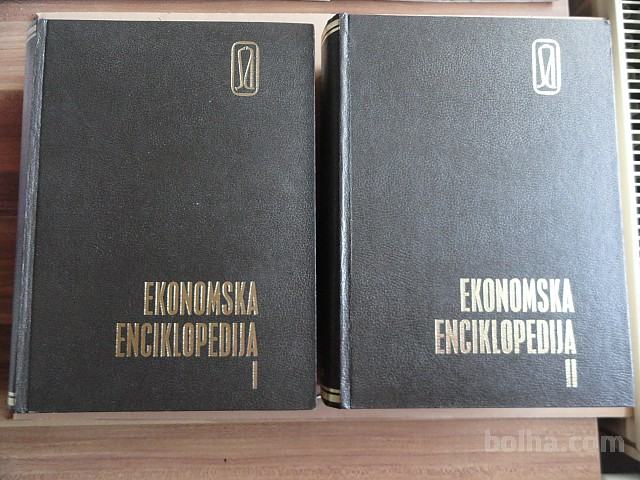 EKONOMSKA
ENCIKLOPEDIJA
I
EKONOMSKA
ENCIKLOPEDIJA
II
bolha.com